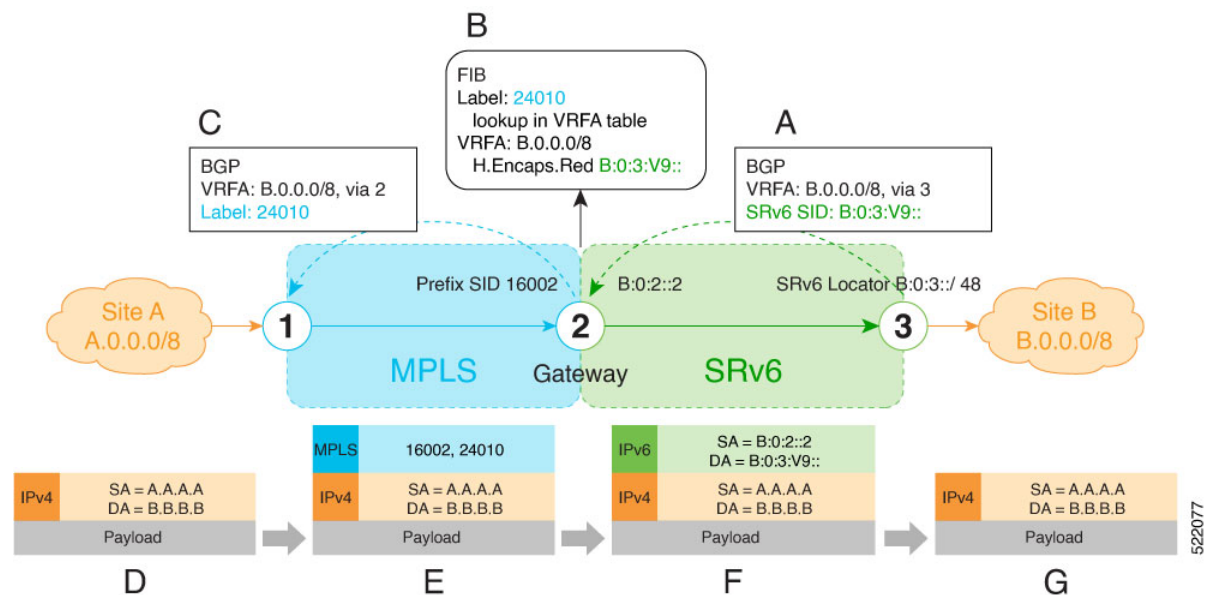 B
FIB
Label: 24010
lookup in VRFA table
VRFA: B.0.0.0/8
H.Encaps.Red B:0:3:V9::
C
BGP
VRFA: B.0.0.0/8, via 2
Label: 24010
A
BGP
VRFA: B.0.0.0/8, via 3
SRv6 SID: B:0:3:V9::
Prefix SID 16002
B:0:2::2
SRv6 Locator B:0:3::/ 48
Site A
A.0.0.0/8
1
2
3
Site B
B.0.0.0/8
MPLS
Gateway
SRv6
IPv4
SA = A.A.A.A
DA = B.B.B.B
Payload
D
MPLS
16002, 24010
IPv4
SA = A.A.A.A
DA = B.B.B.B
Payload
E
IPv6
SA = B:0:2::2
DA = B:0:3:V9::
IPv4
SA = A.A.A.A
DA = B.B.B.B
Payload
F
IPv4
SA = A.A.A.A
DA = B.B.B.B
Payload
G
522077